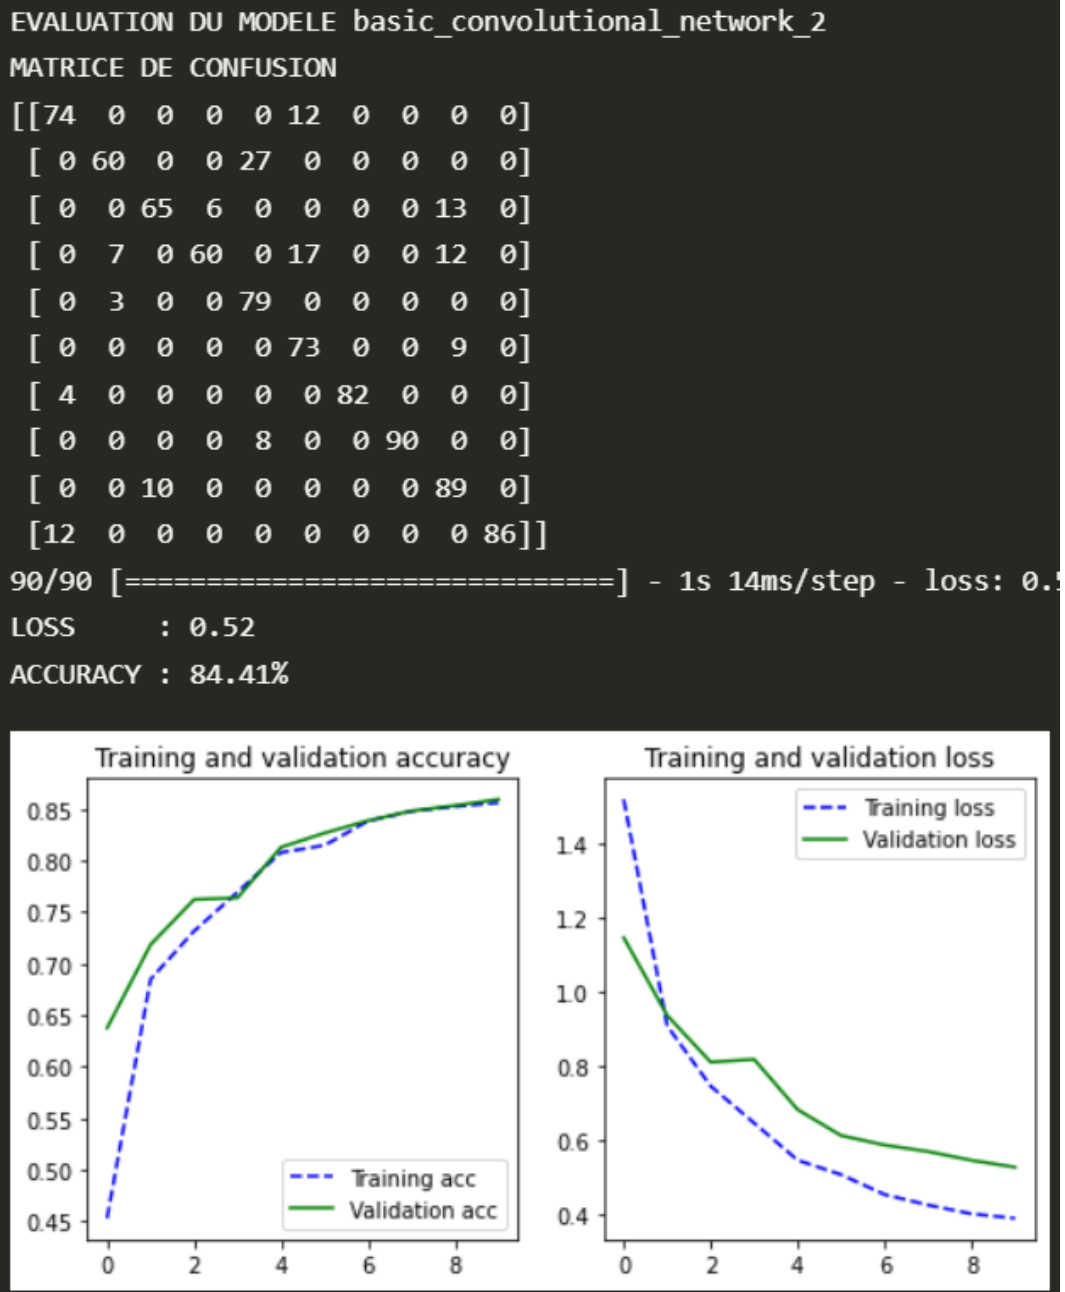 EVALUATION DU MODELE basic_convolutional_network_2
MATRICE DE CONFUSION
[[74 0 0 0 0 12 0 0 0 0]
[ 0 60 0 0 27 0 0 0 0 0]
[ 0 0 65 6 0 0 0 0 13 0]
[ 0 7 0 60 0 17 0 0 12 0]
[ 0 3 0 0 79 0 0 0 0 0]
[ 0 0 0 0 0 73 0 0 9 0]
[ 4 0 0 0 0 0 82 0 0 0]
[ 0 0 0 0 8 0 0 90 0 0]
[ 0 0 10 0 0 0 0 0 89 0]
[12 0 0 0 0 0 0 0 0 86]]
90/90 [==============================] - 1s 14ms/step - loss: 0.5
LOSS : 0.52
ACCURACY : 84.41%
Training and validation accuracy
0.85
0.80
0.75
0.70
0.65
0.60
0.55
0.50
0.45
Training acc
Validation acc
0 2 4 6 8
Training and validation loss
Training loss
Validation loss
1.4
1.2
1.0
0.8
0.6
0.4
0 2 4 6 8